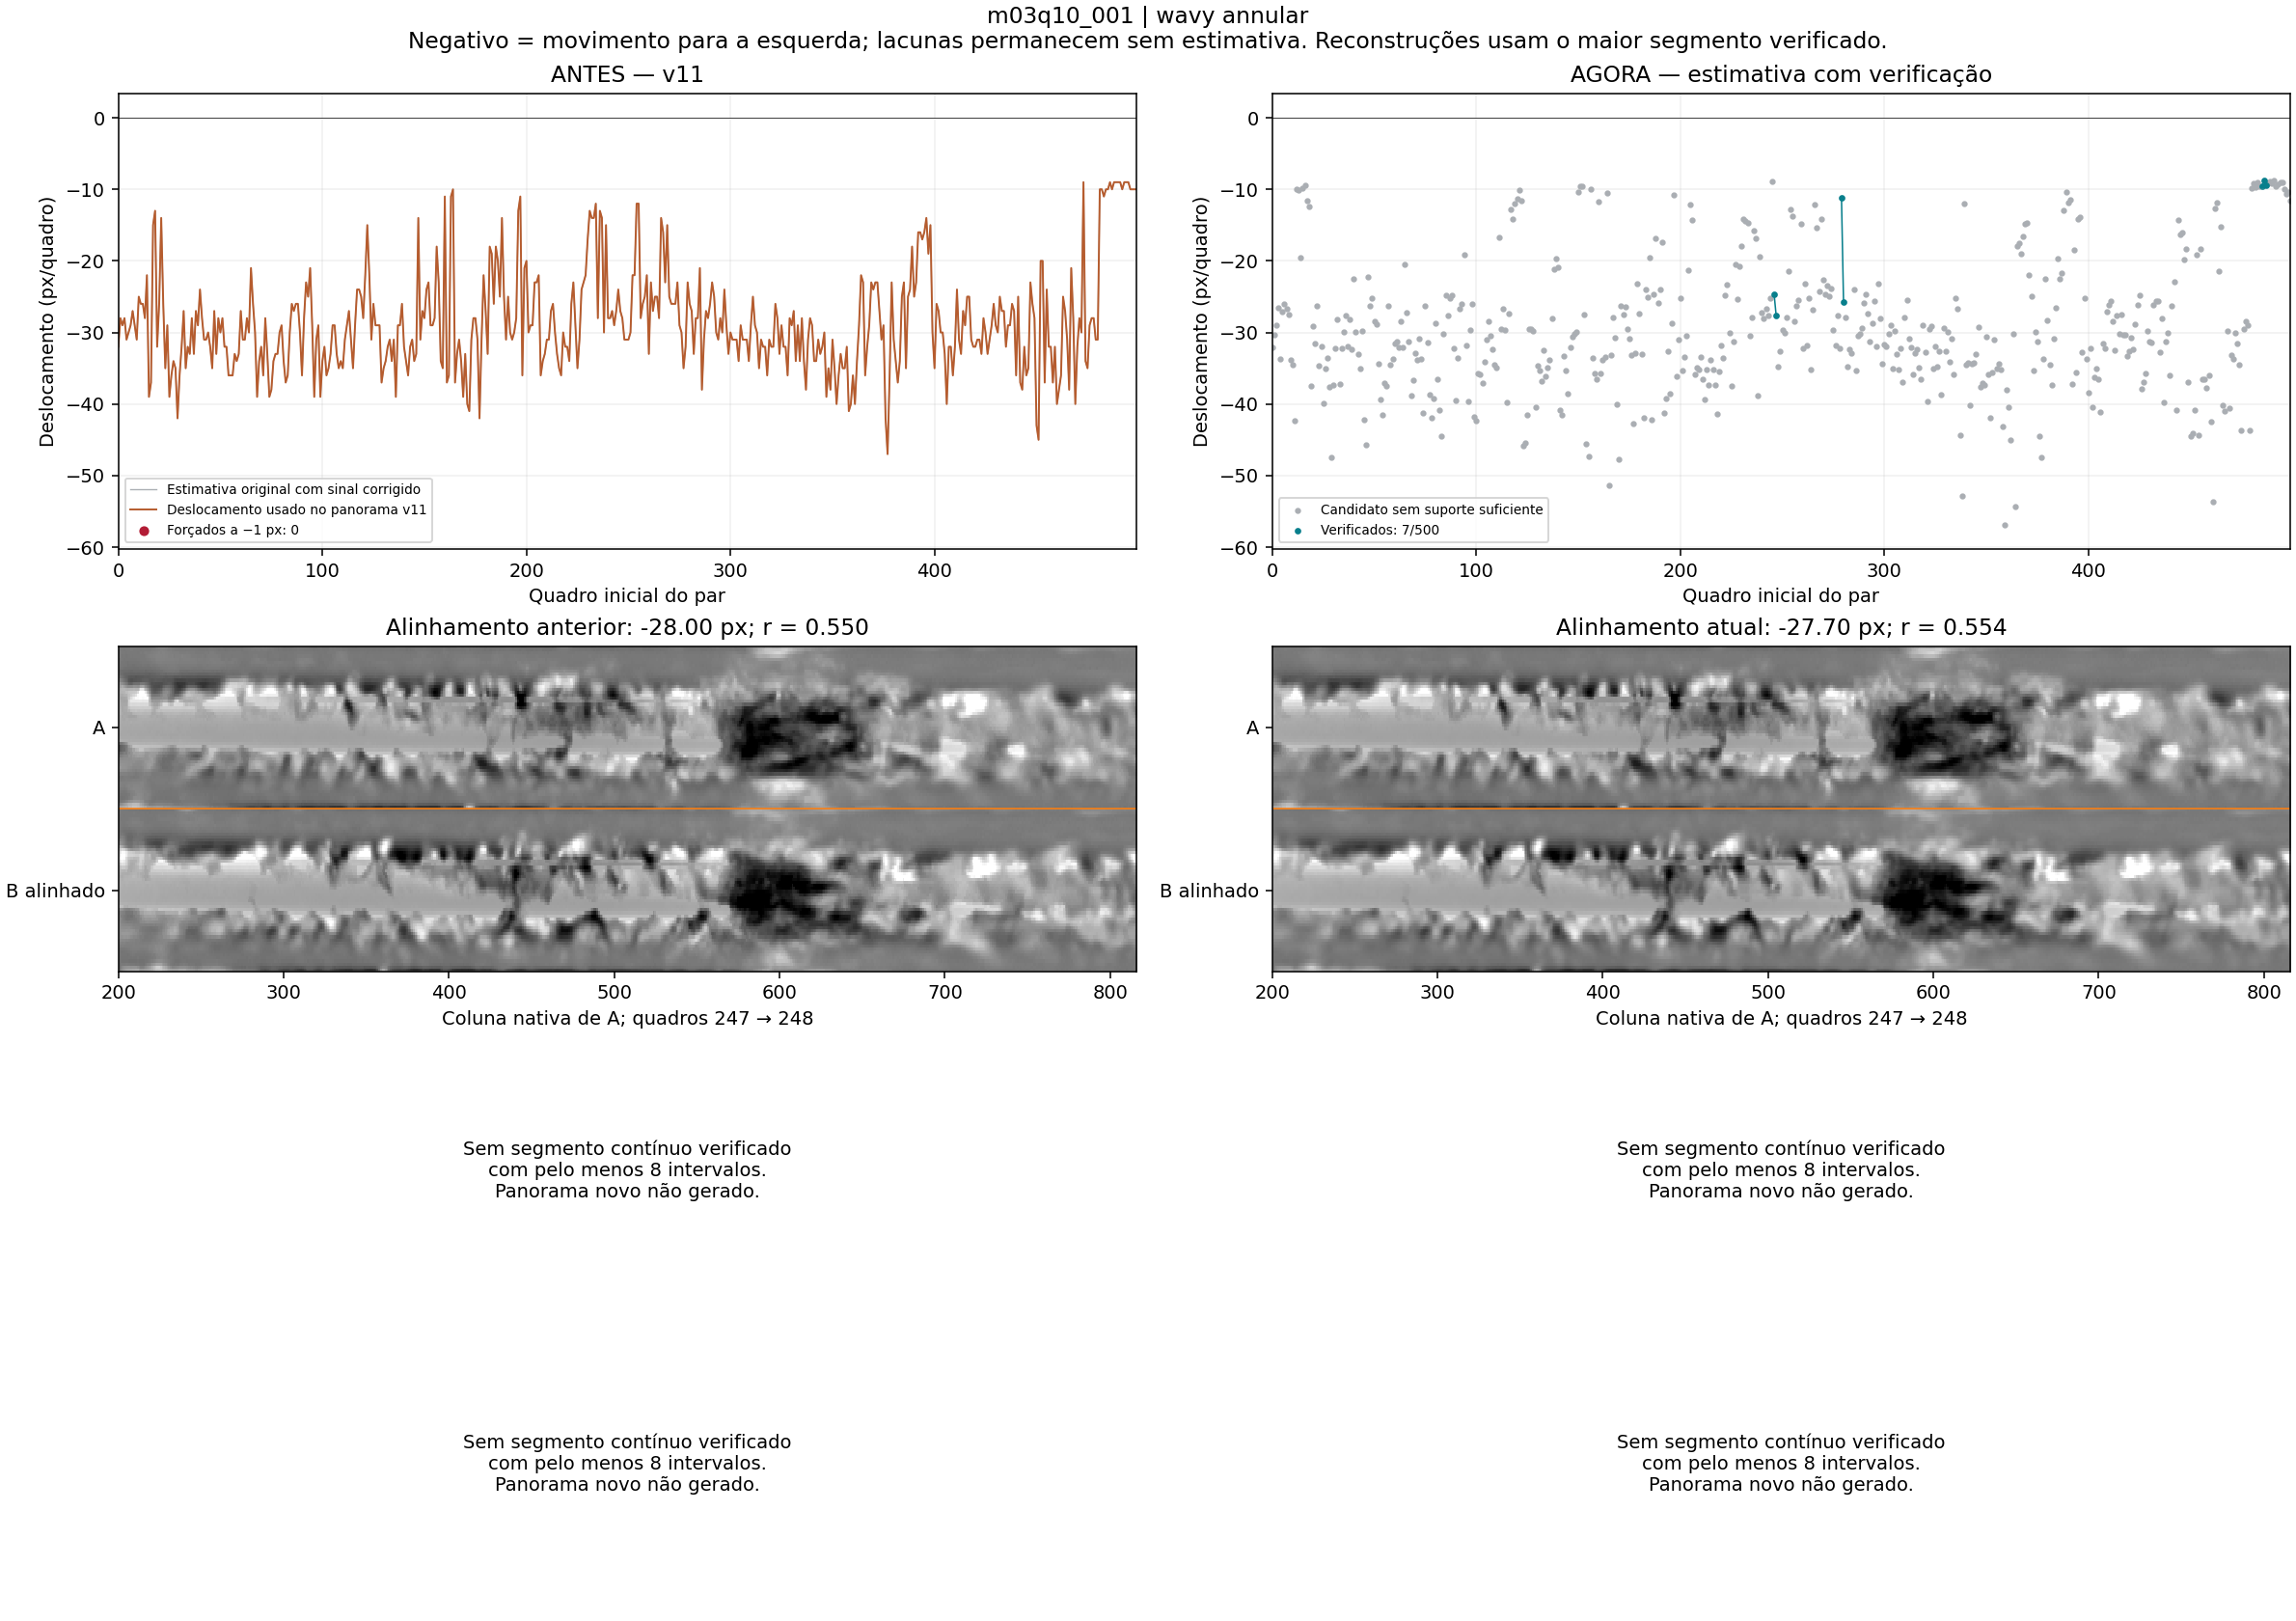 m03q10_001 | wavy annular
Negativo = movimento para a esquerda; lacunas permanecem sem estimativa. Reconstruções usam o maior segmento verificado.
ANTES — v11
0
−10
−20
−30
−40
−50
−60
Deslocamento (px/quadro)
Estimativa original com sinal corrigido
Deslocamento usado no panorama v11
Forçados a −1 px: 0
0 100 200 300 400
Quadro inicial do par
AGORA — estimativa com verificação
0
−10
−20
−30
−40
−50
−60
Deslocamento (px/quadro)
Candidato sem suporte suficiente
Verificados: 7/500
0 100 200 300 400
Quadro inicial do par
Alinhamento anterior: -28.00 px; r = 0.550
A
B alinhado
200 300 400 500 600 700 800
Coluna nativa de A; quadros 247 → 248
Alinhamento atual: -27.70 px; r = 0.554
A
B alinhado
200 300 400 500 600 700 800
Coluna nativa de A; quadros 247 → 248
Sem segmento contínuo verificado
com pelo menos 8 intervalos.
Panorama novo não gerado.
Sem segmento contínuo verificado
com pelo menos 8 intervalos.
Panorama novo não gerado.
Sem segmento contínuo verificado
com pelo menos 8 intervalos.
Panorama novo não gerado.
Sem segmento contínuo verificado
com pelo menos 8 intervalos.
Panorama novo não gerado.